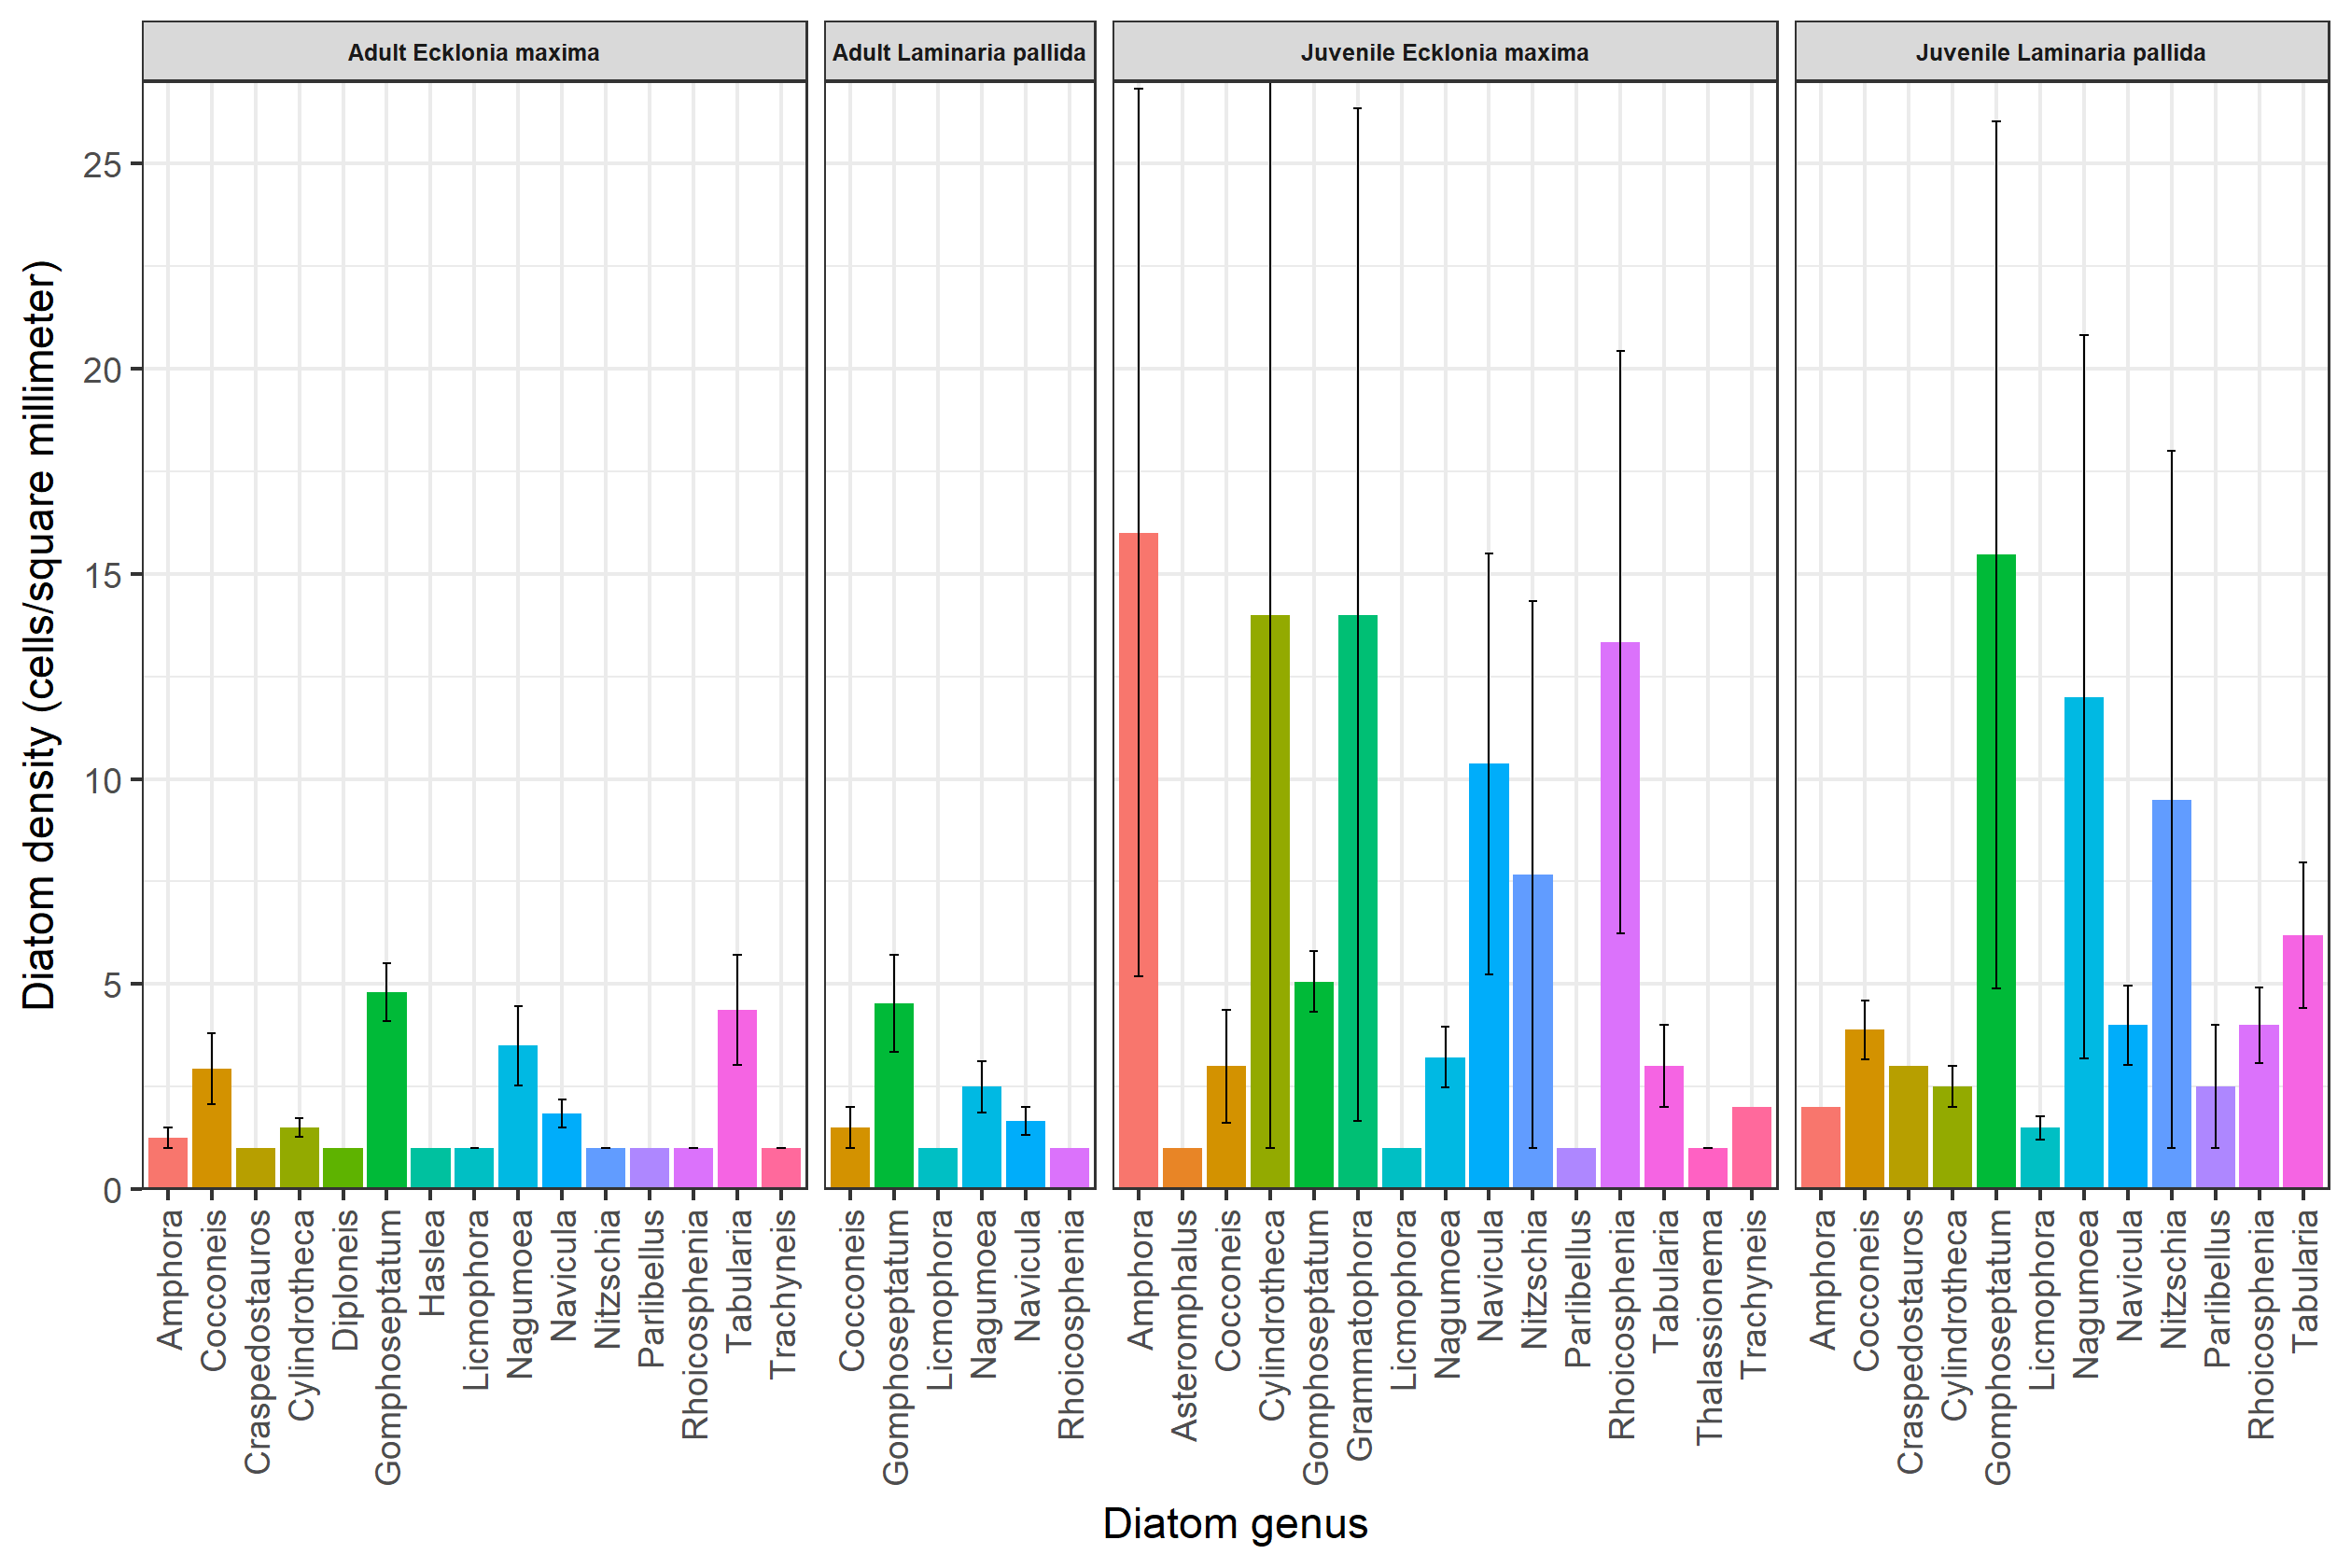 Adult Ecklonia maxima
Adult Laminaria pallida
Juvenile Ecklonia maxima
Juvenile Laminaria pallida
Diatom density (cells/square millimeter)
25
20
15
10
5
0
Amphora
Cocconeis
Craspedostauros
Cylindrotheca
Diploneis
Gomphoseptatum
Haslea
Licmophora
Nagumoea
Navicula
Nitzschia
Parlibellus
Rhoicosphenia
Tabularia
Trachyneis
Cocconeis
Gomphoseptatum
Licmophora
Nagumoea
Navicula
Rhoicosphenia
Amphora
Asteromphalus
Cocconeis
Cylindrotheca
Gomphoseptatum
Grammatophora
Licmophora
Nagumoea
Navicula
Nitzschia
Parlibellus
Rhoicosphenia
Tabularia
Thalassionema
Trachyneis
Amphora
Cocconeis
Craspedostauros
Cylindrotheca
Gomphoseptatum
Licmophora
Nagumoea
Navicula
Nitzschia
Parlibellus
Rhoicosphenia
Tabularia
Diatom genus